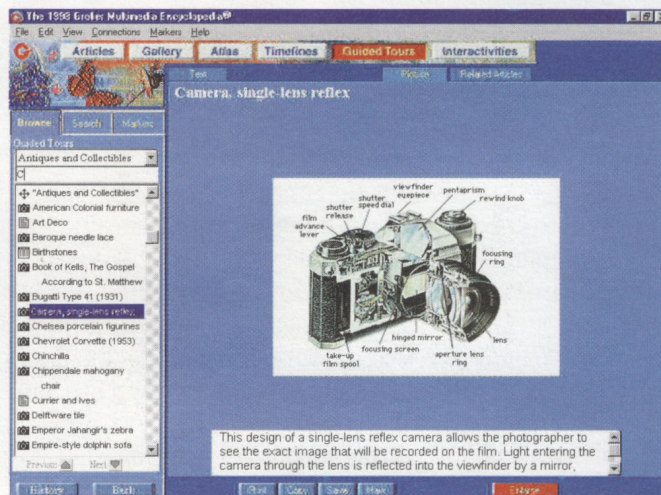 The 1998 Grolier Multimedia Encyclopedia®
File Edit View Connections Markers Help
Articles Gallery Atlas Timelines Guided Tours Interactivities
Text Picture Related Articles
Camera, single-lens reflex
Browse Search Markers
Guided Tours
Antiques and Collectibles
C
"Antiques and Collectibles"
American Colonial furniture
Art Deco
Baroque needle lace
Birthstones
Book of Kells, The Gospel
According to St. Matthew
Bugatti Type 41 (1931)
Camera, single-lens reflex
Chelsea porcelain figurines
Chevrolet Corvette (1953)
Chinchilla
Chippendale mahogany
chair
Currier and Ives
Delftware tile
Emperor Jahangir's zebra
Empire-style dolphin sofa
Previous Next
History Back
viewfinder
eyepiece
pentaprism
rewind knob
shutter
speed dial
shutter
release
film
advance
lever
focusing
ring
lens
hinged mirror
aperture lens
ring
focusing screen
take-up
film spool
This design of a single-lens reflex camera allows the photographer to
see the exact image that will be recorded on the film. Light entering the
camera through the lens is reflected into the viewfinder by a mirror,
Print Copy Save Mark Enlarge